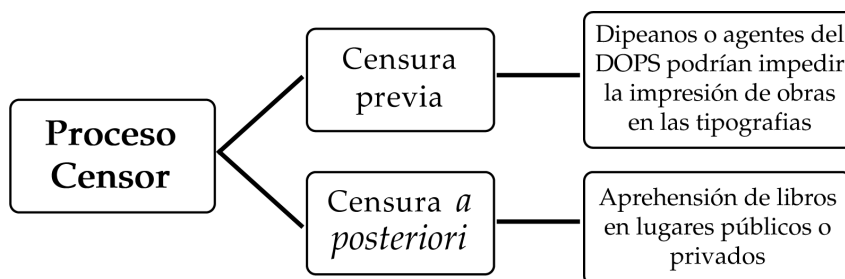 Proceso
Censor
Censura
previa
Dipeanos o agentes del
DOPS podrían impedir
la impresión de obras
en las tipografias
Censura a
posteriori
Aprehensión de libros
en lugares públicos o
privados